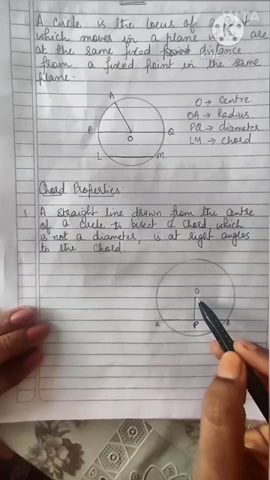 A circle is the locus of
which moves in a plane are
at the same fixed distance
from a fixed point in the same
plane.
A
P O Q
L M
O → Centre
OA → Radius
PQ → diameter
LM → chord
Chord Properties
1. A straight line drawn from the centre
of a circle to bisect a chord which
is not a diameter, is at right angles
to the chord.
O
A P B